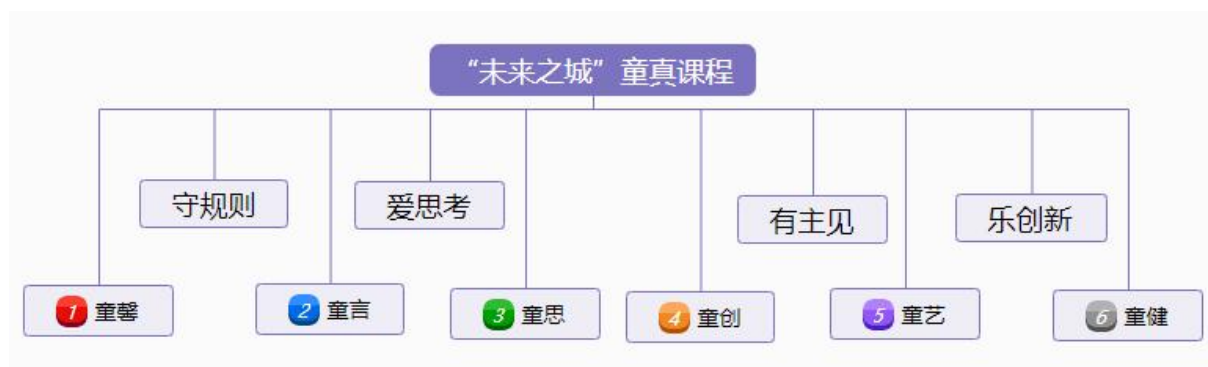 “未来之城”童真课程
守规则
爱思考
有主见
乐创新
1 童馨
2 童言
3 童思
4 童创
5 童艺
6 童健